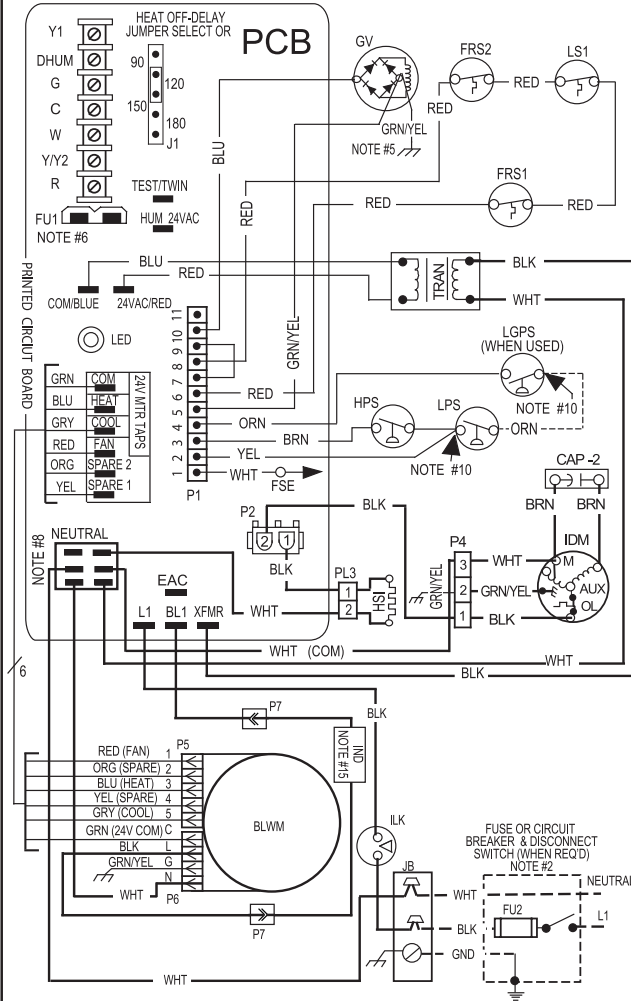 HEAT OFF-DELAY
JUMPER SELECT OR
PCB
Y1
DHUM
G
C
W
Y/Y2
R
90
120
150
180
J1
FU1
NOTE #6
TEST/TWIN
HUM 24VAC
BLU
GV
GRN/YEL
NOTE #5
FRS2
RED
LS1
RED
RED
RED
FRS1
RED
RED
BLU
RED
COM/BLUE
24VAC/RED
TRAN
BLK
WHT
PRINTED CIRCIUT BOARD
LED
GRN/YEL
11
10
9
8
7
6
5
4
3
2
1
P1
RED
ORN
BRN
YEL
WHT
FSE
LGPS
(WHEN USED)
NOTE #10
ORN
HPS
LPS
NOTE #10
GRN
COM
BLU
HEAT
GRY
COOL
RED
FAN
ORG
SPARE 2
YEL
SPARE 1
24V MTR TAPS
CAP -2
BRN
BRN
NOTE #8
NEUTRAL
P2
2
1
BLK
BLK
PL3
1
2
HSI
WHT
P4
3
2
1
GRN/YEL
WHT
GRN/YEL
BLK
IDM
M
AUX
OL
EAC
L1
BL1
XFMR
WHT (COM)
WHT
BLK
6
P7
BLK
IND
NOTE #15
P5
RED (FAN)
1
ORG (SPARE)
2
BLU (HEAT)
3
YEL (SPARE)
4
GRY (COOL)
5
GRN (24V COM)
C
BLK
L
GRN/YEL
G
N
WHT
P6
BLWM
P7
ILK
JB
FUSE OR CIRCUIT
BREAKER & DISCONNECT
SWITCH (WHEN REQ'D)
NOTE #2
NEUTRAL
WHT
BLK
FU2
L1
GND
WHT